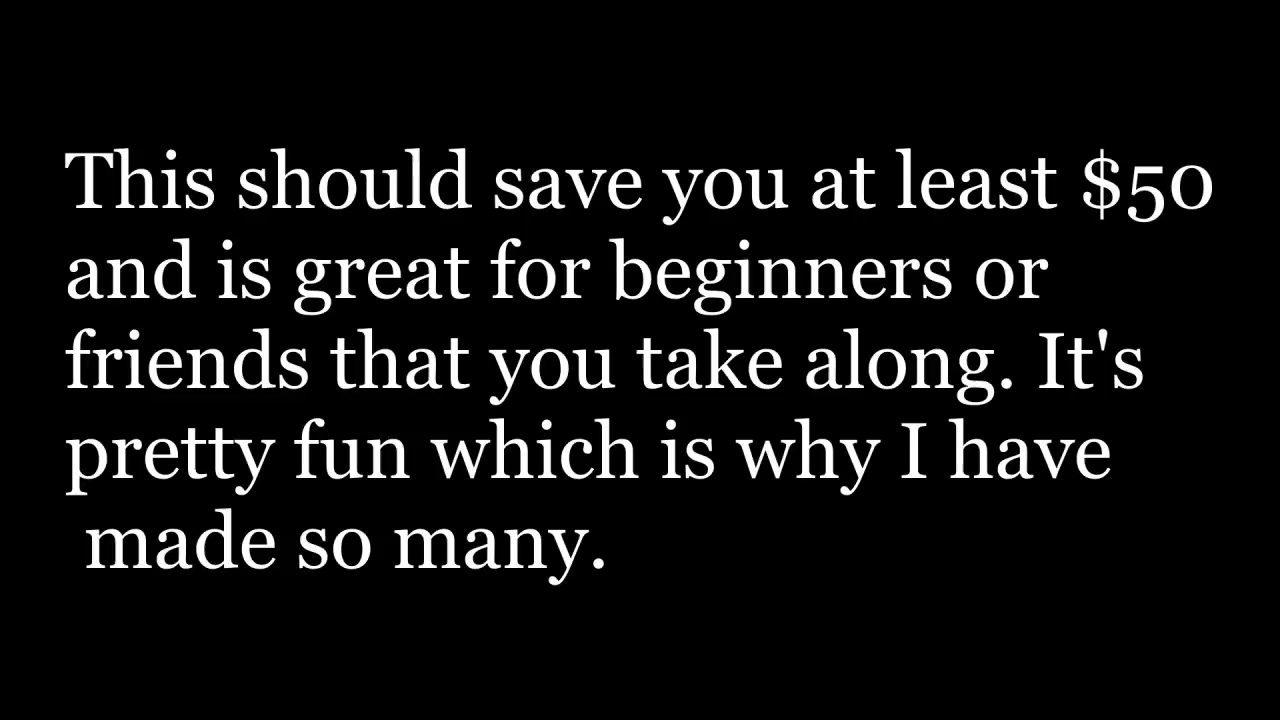 This should save you at least $50
and is great for beginners or
friends that you take along. It's
pretty fun which is why I have
made so many.